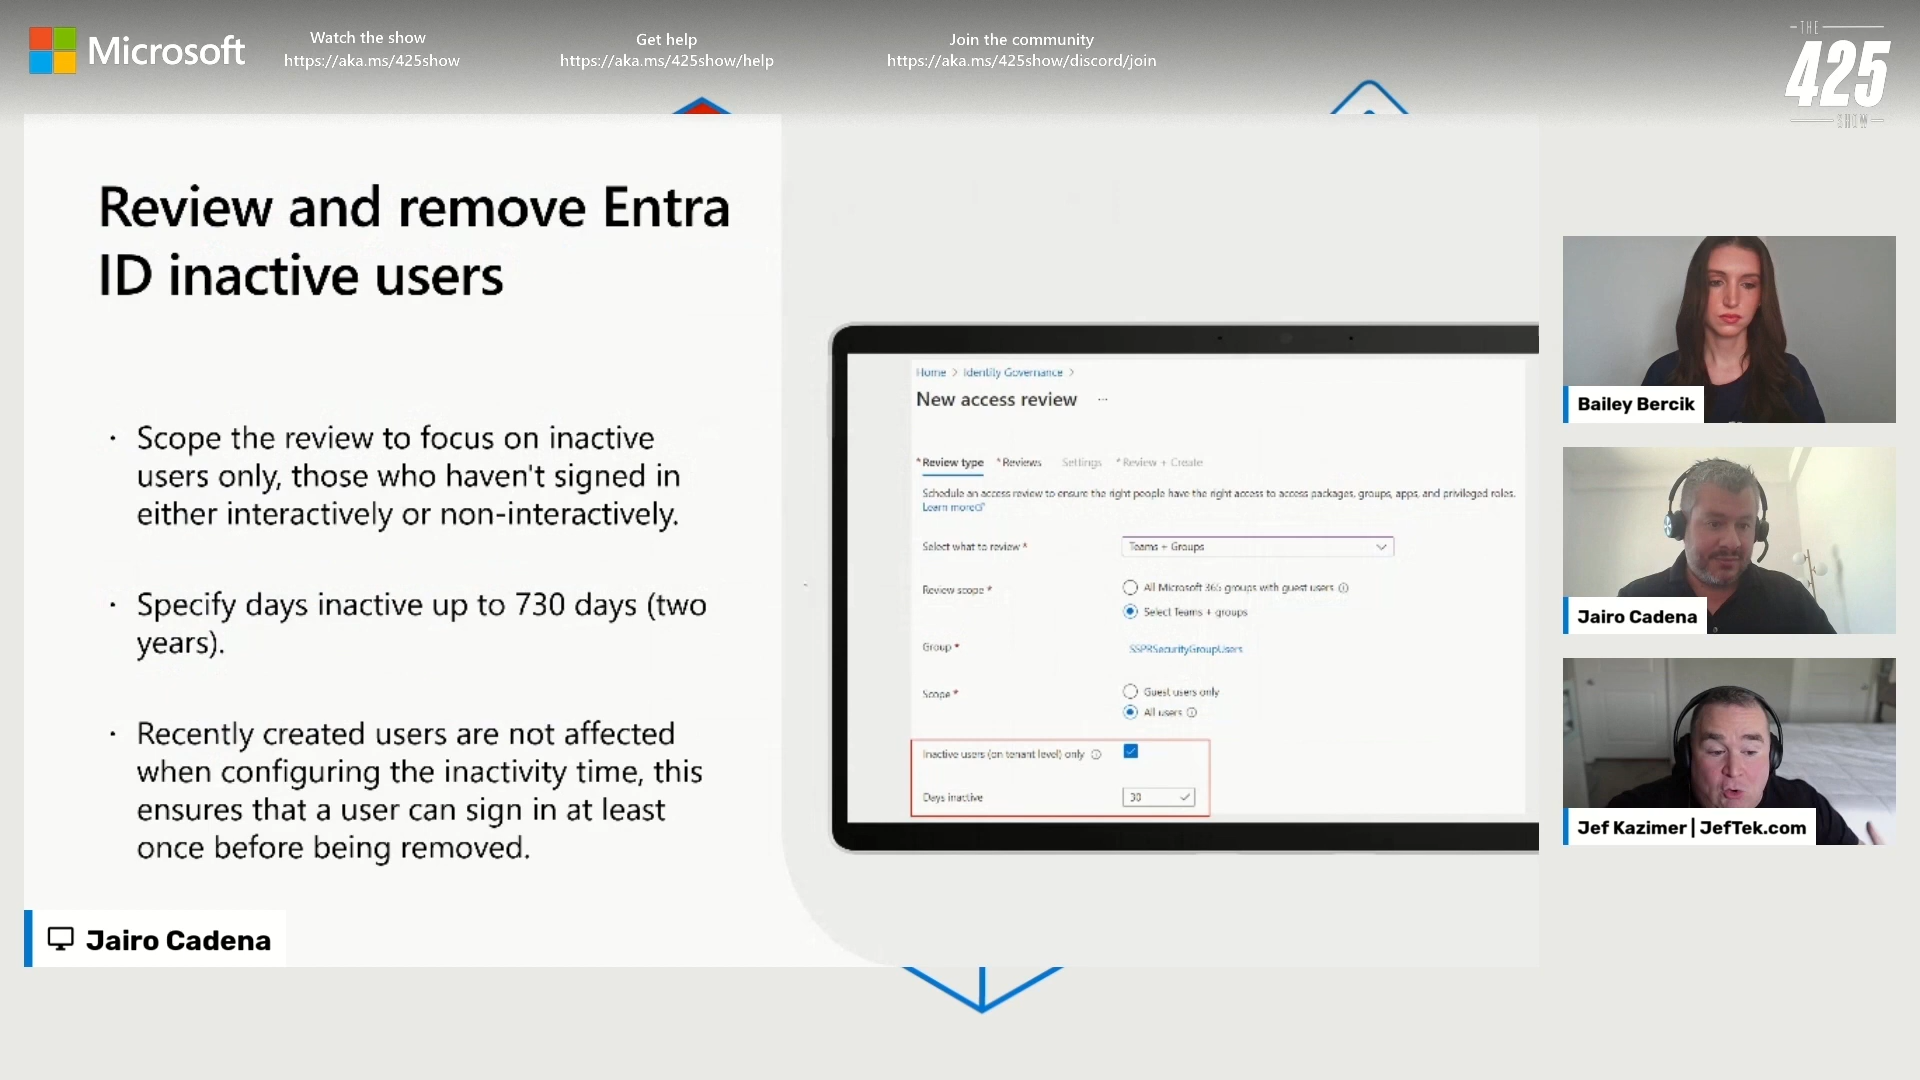 Microsoft
Watch the show
https://aka.ms/425show
Get help
https://aka.ms/425show/help
Join the community
https://aka.ms/425show/discord/join
THE
425
SHOW
Review and remove Entra
ID inactive users
· Scope the review to focus on inactive
users only, those who haven't signed in
either interactively or non-interactively.
· Specify days inactive up to 730 days (two
years).
· Recently created users are not affected
when configuring the inactivity time, this
ensures that a user can sign in at least
once before being removed.
Home > Identity Governance >
New access review ...
* Review type * Reviews Settings * Review + Create
Schedule an access review to ensure the right people have the right access to access packages, groups, apps, and privileged roles.
Learn more
Select what to review * Teams + Groups
Review scope * All Microsoft 365 groups with guest users
Select Teams + groups
Group * SSPRSecurityGroupUsers
Scope * Guest users only
All users
Inactive users (on tenant level) only
Days inactive 30
Jairo Cadena
Bailey Bercik
Jairo Cadena
Jef Kazimer | JefTek.com